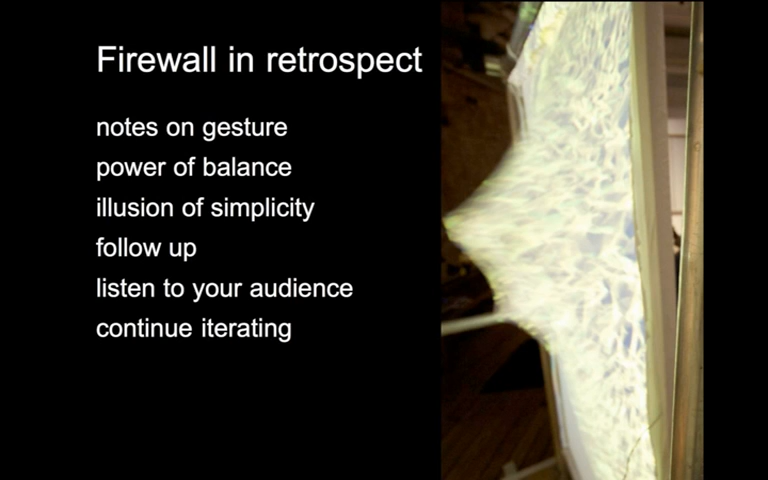 Firewall in retrospect
notes on gesture
power of balance
illusion of simplicity
follow up
listen to your audience
continue iterating